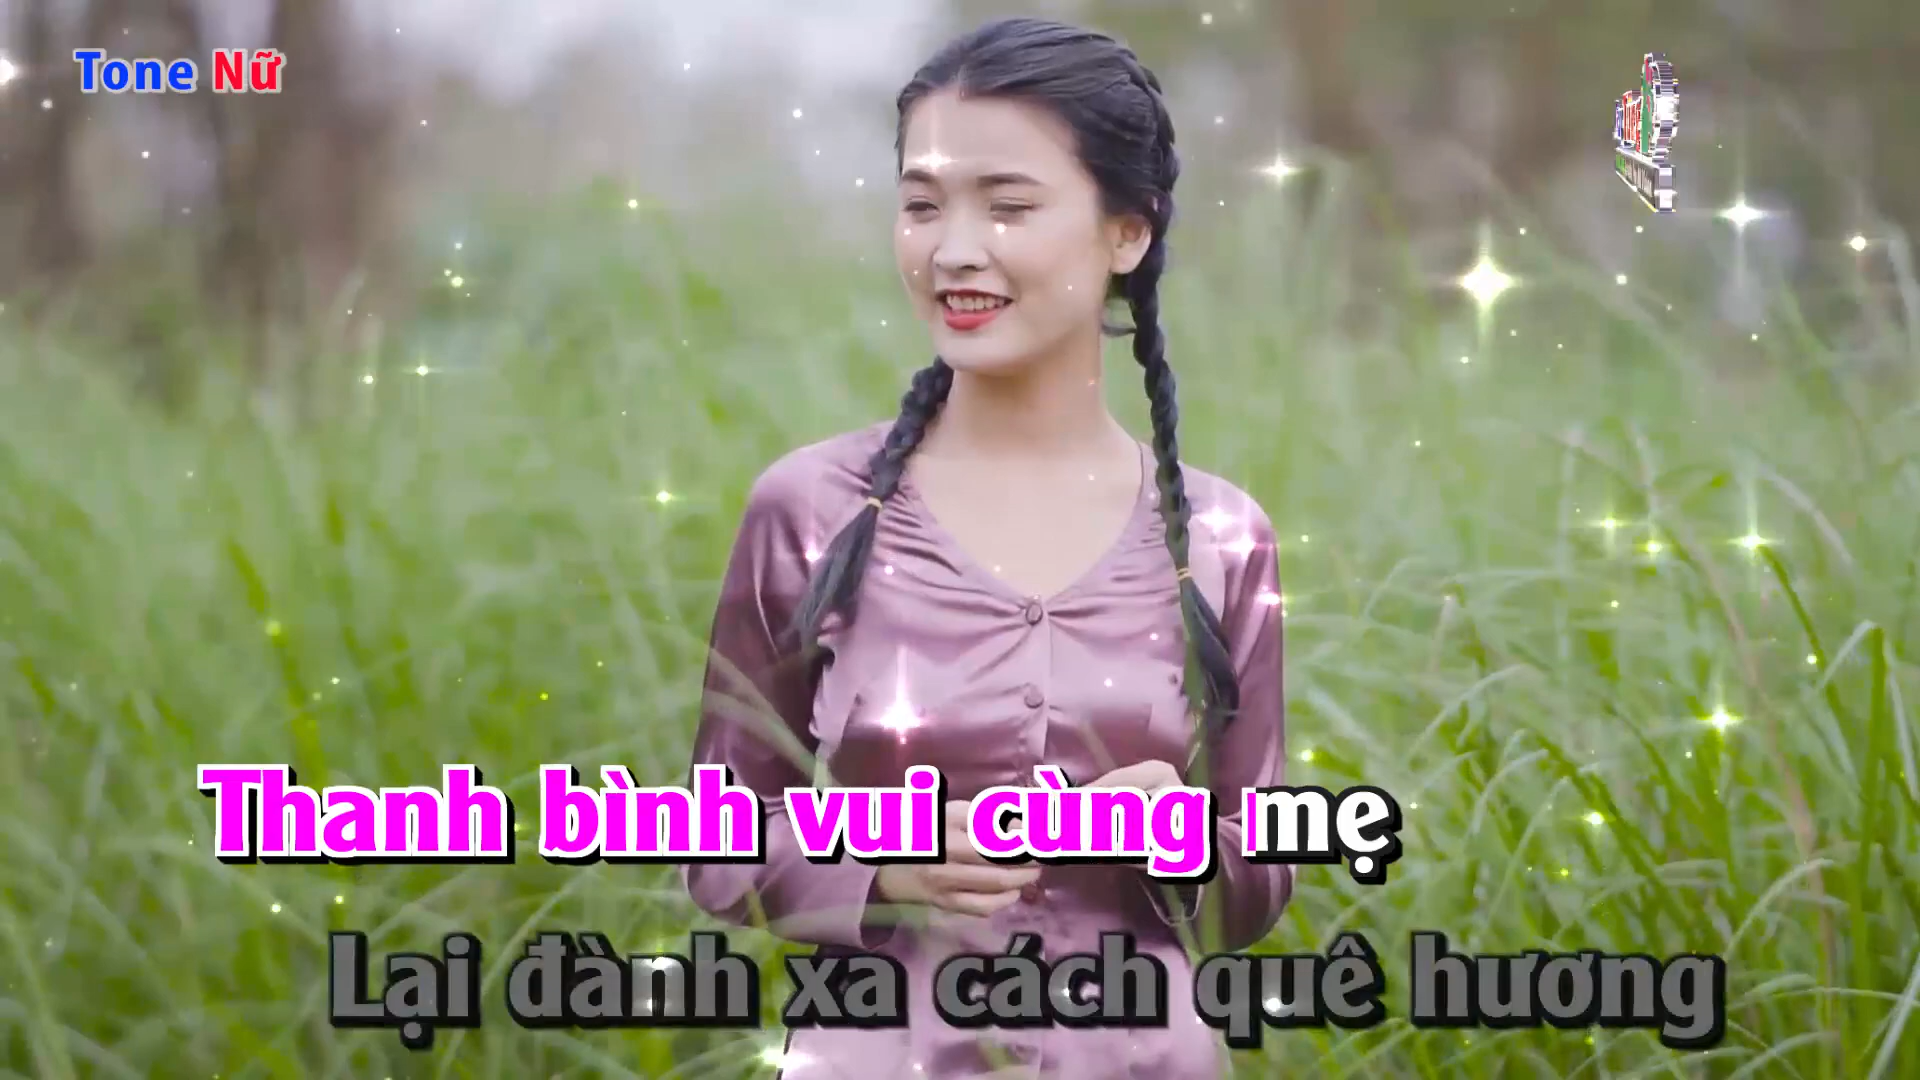 Tone Nữ
Thanh bình vui cùng mẹ
Lại đành xa cách quê hương